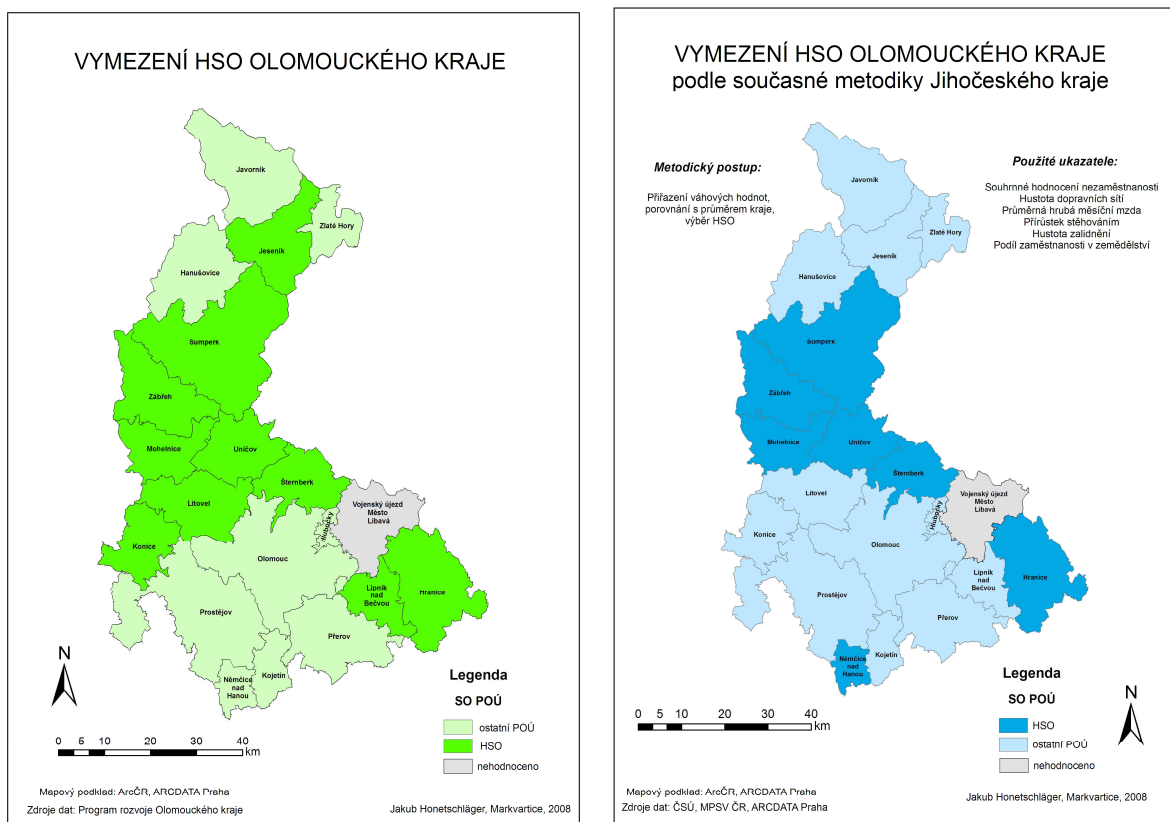 VYMEZENÍ HSO OLOMOUCKÉHO KRAJE
Javorník
Zlaté Hory
Jeseník
Hanušovice
Šumperk
Zábřeh
Mohelnice
Uničov
Šternberk
Litovel
Vojenský újezd
Město
Libavá
Hlubočky
Konice
Olomouc
Lipník
nad
Bečvou
Hranice
Prostějov
Přerov
Kojetín
Němčice
nad
Hanou
N
0 5 10 20 30 40
km
Legenda
SO POÚ
ostatní POÚ
HSO
nehodnoceno
Mapový podklad: ArcČR, ARCDATA Praha
Zdroje dat: Program rozvoje Olomouckého kraje
Jakub Honetschläger, Markvartice, 2008
VYMEZENÍ HSO OLOMOUCKÉHO KRAJE
podle současné metodiky Jihočeského kraje
Metodický postup:
Přiřazení váhových hodnot,
porovnání s průměrem kraje,
výběr HSO
Použité ukazatele:
Souhrnné hodnocení nezaměstnanosti
Hustota dopravních sítí
Průměrná hrubá měsíční mzda
Přírůstek stěhováním
Hustota zalidnění
Podíl zaměstnanosti v zemědělství
Javorník
Zlaté Hory
Jeseník
Hanušovice
Šumperk
Zábřeh
Mohelnice
Uničov
Šternberk
Litovel
Vojenský újezd
Město
Libavá
Hlubočky
Konice
Olomouc
Lipník
nad
Bečvou
Hranice
Prostějov
Přerov
Kojetín
Němčice
nad
Hanou
Legenda
SO POÚ
HSO
ostatní POÚ
nehodnoceno
N
0 5 10 20 30 40
km
Mapový podklad: ArcČR, ARCDATA Praha
Zdroje dat: ČSÚ, MPSV ČR, ARCDATA Praha
Jakub Honetschläger, Markvartice, 2008